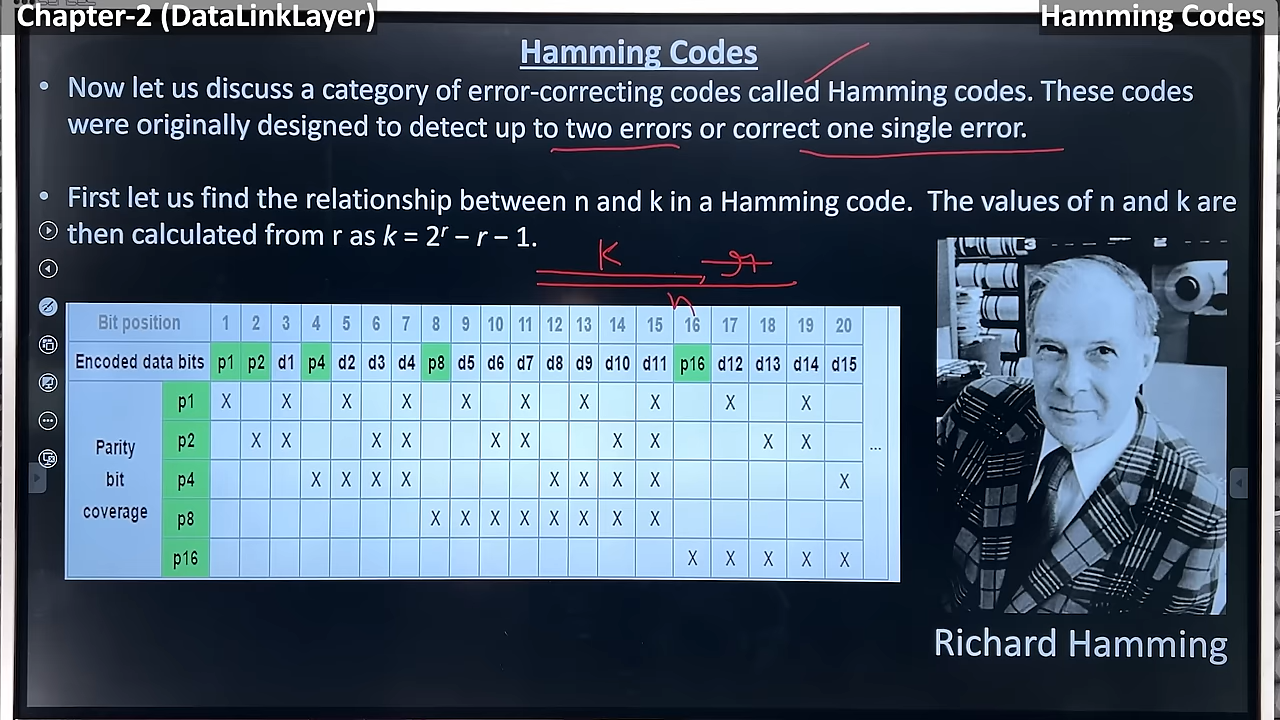 Chapter-2 (DataLinkLayer)
Hamming Codes
Hamming Codes
• Now let us discuss a category of error-correcting codes called Hamming codes. These codes
were originally designed to detect up to two errors or correct one single error.
• First let us find the relationship between n and k in a Hamming code. The values of n and k are
then calculated from r as k = 2ʳ – r – 1.
K , r
n
Bit position 1 2 3 4 5 6 7 8 9 10 11 12 13 14 15 16 17 18 19 20
Encoded data bits p1 p2 d1 p4 d2 d3 d4 p8 d5 d6 d7 d8 d9 d10 d11 p16 d12 d13 d14 d15
Parity bit coverage
p1 X X X X X X X X X X
p2 X X X X X X X X X X
p4 X X X X X X X X X
p8 X X X X X X X X
p16 X X X X X
...
Richard Hamming